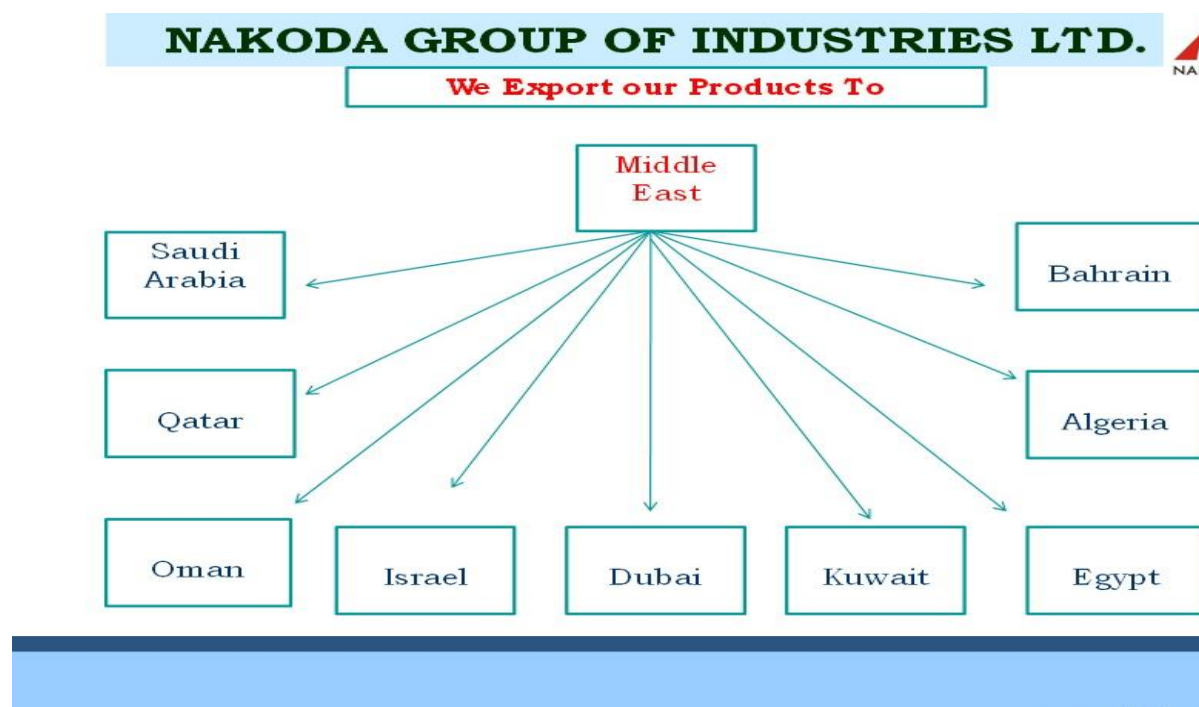 NAKODA GROUP OF INDUSTRIES LTD.
We Export our Products To
Middle
East
Saudi
Arabia
Bahrain
Qatar
Algeria
Oman
Israel
Dubai
Kuwait
Egypt